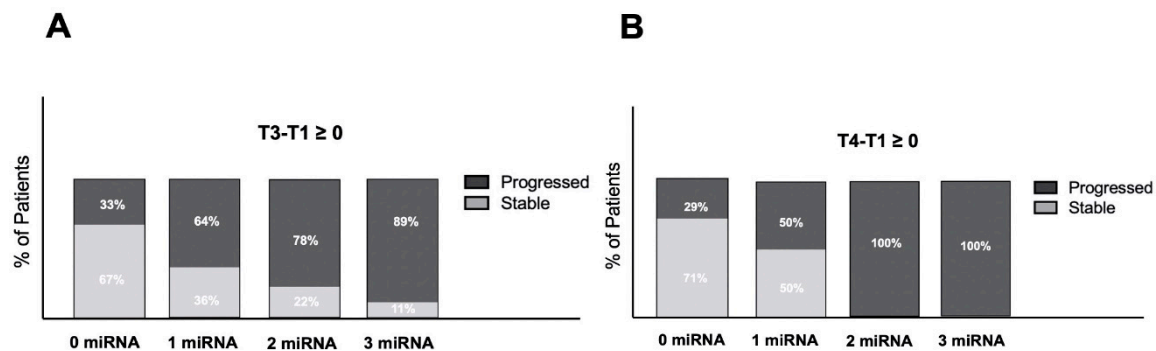 A
T3-T1 ≥ 0
% of Patients
Progressed
Stable
33%
64%
78%
89%
67%
36%
22%
11%
0 miRNA 1 miRNA 2 miRNA 3 miRNA
B
T4-T1 ≥ 0
% of Patients
Progressed
Stable
29%
50%
100%
100%
71%
50%
0 miRNA 1 miRNA 2 miRNA 3 miRNA